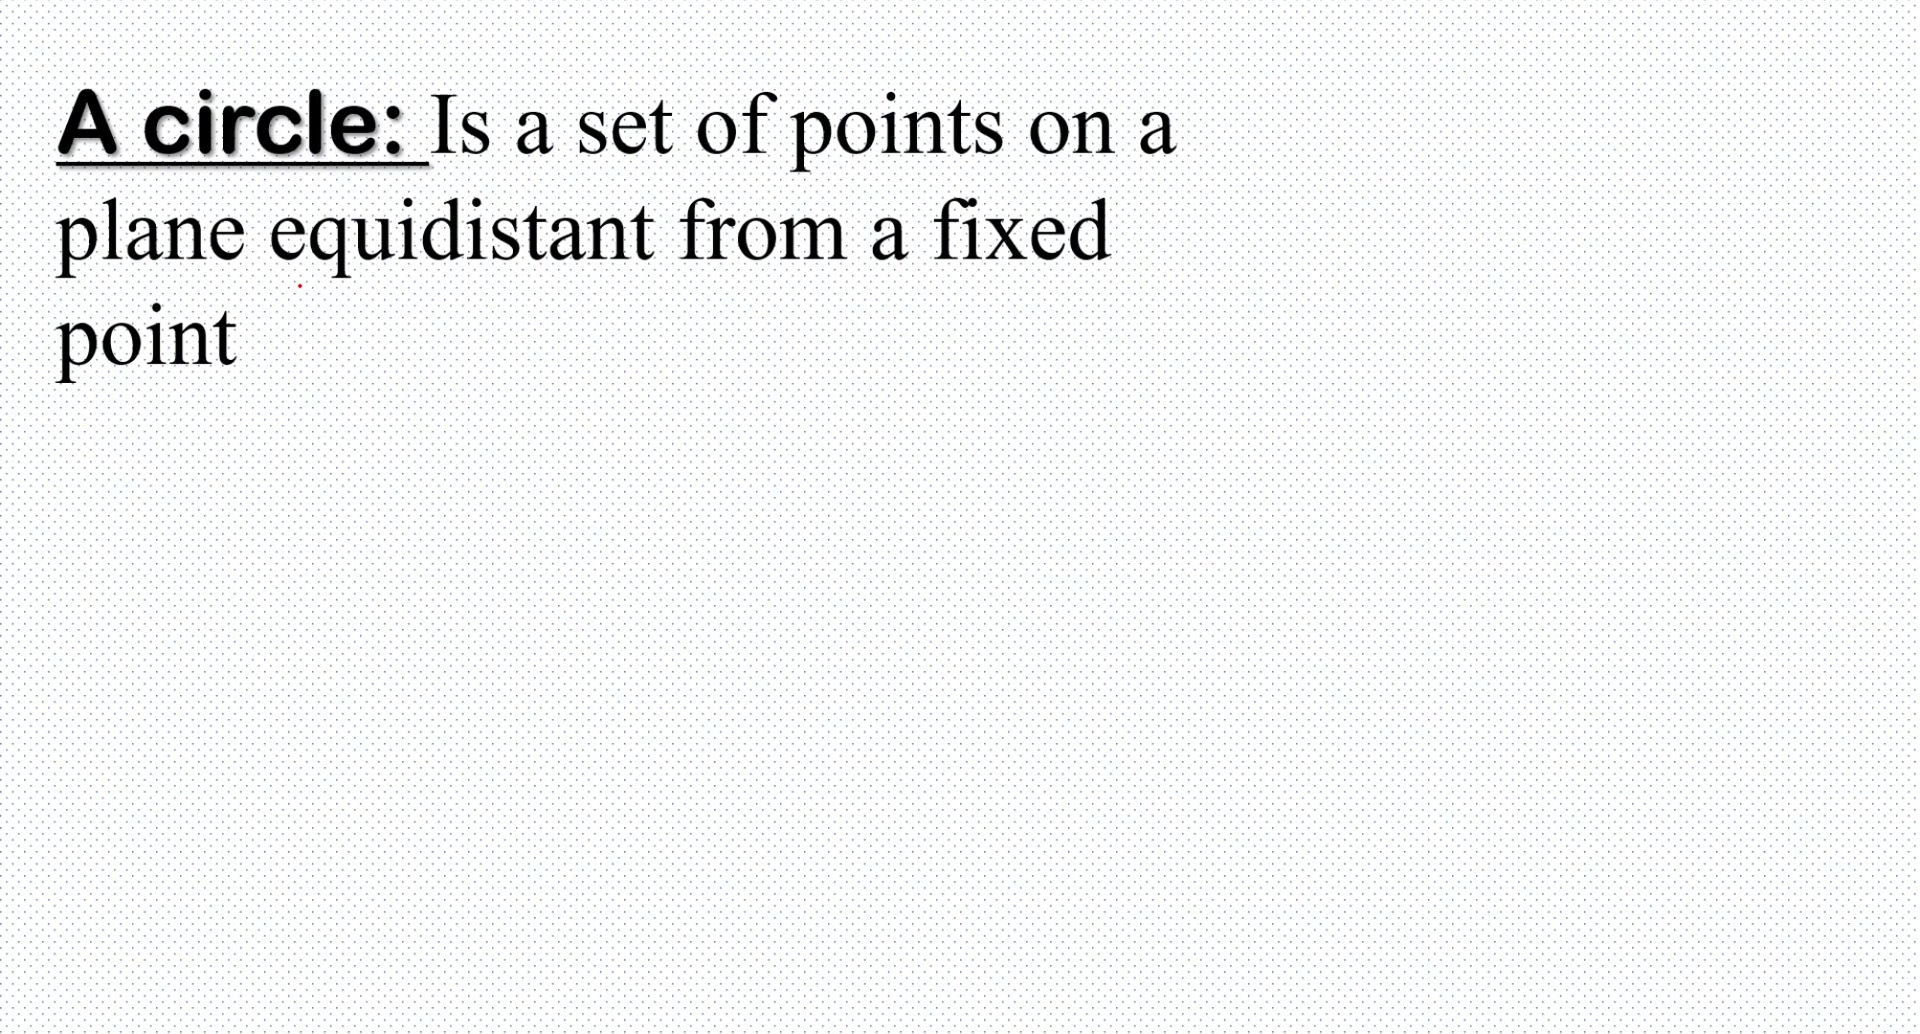 A circle: Is a set of points on a
plane equidistant from a fixed
point